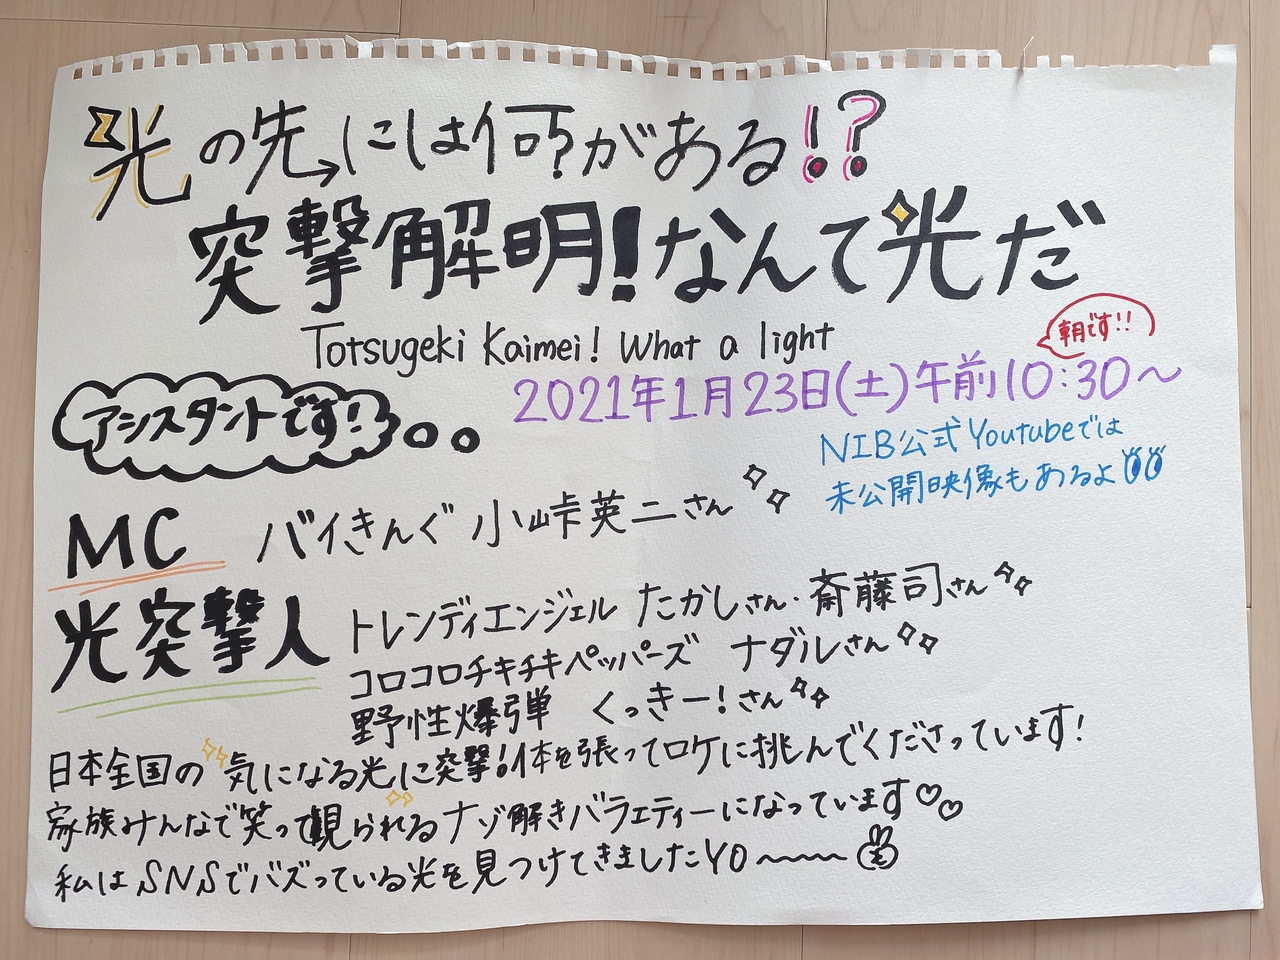 光の先には何がある!?
突撃解明!なんて光だ
Totsugeki Kaimei! What a light
朝です!!
2021年1月23日(土)午前10:30〜
アシスタントです!
NIB公式Youtubeでは
未公開映像もあるよ
MC バイきんぐ 小峠英二さん
光突撃人 トレンディエンジェル たかしさん・斎藤司さん
コロコロチキチキペッパーズ ナダルさん
野性爆弾 くっきー!さん
日本全国の気になる光に突撃!体を張ってロケに挑んでくださっています!
家族みんなで笑って観られるナゾ解きバラエティーになっています♡♡
私はSNSでバズっている光を見つけてきましたYO〜〜〜